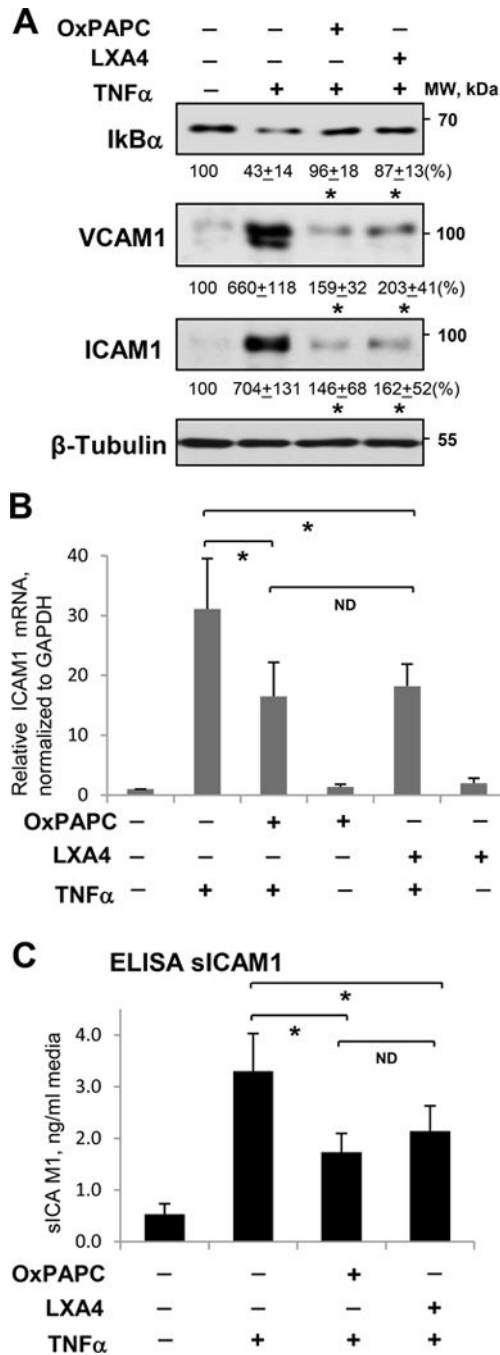 A
OxPAPC – – + –
LXA4 – – – +
TNFα – + + + MW, kDa
IkBα 70
100 43±14 96±18 87±13(%)
* *
VCAM1 100
100 660±118 159±32 203±41(%)
* *
ICAM1 100
100 704±131 146±68 162±52(%)
* *
β-Tubulin 55
B
*
*
ND
Relative ICAM1 mRNA,
normalized to GAPDH
40
30
20
10
0
OxPAPC – – + + – –
LXA4 – – – – + +
TNFα – + + – + –
C ELISA sICAM1
*
*
ND
sICA M1, ng/ml media
4.0
3.0
2.0
1.0
0.0
OxPAPC – – + –
LXA4 – – – +
TNFα – + + +